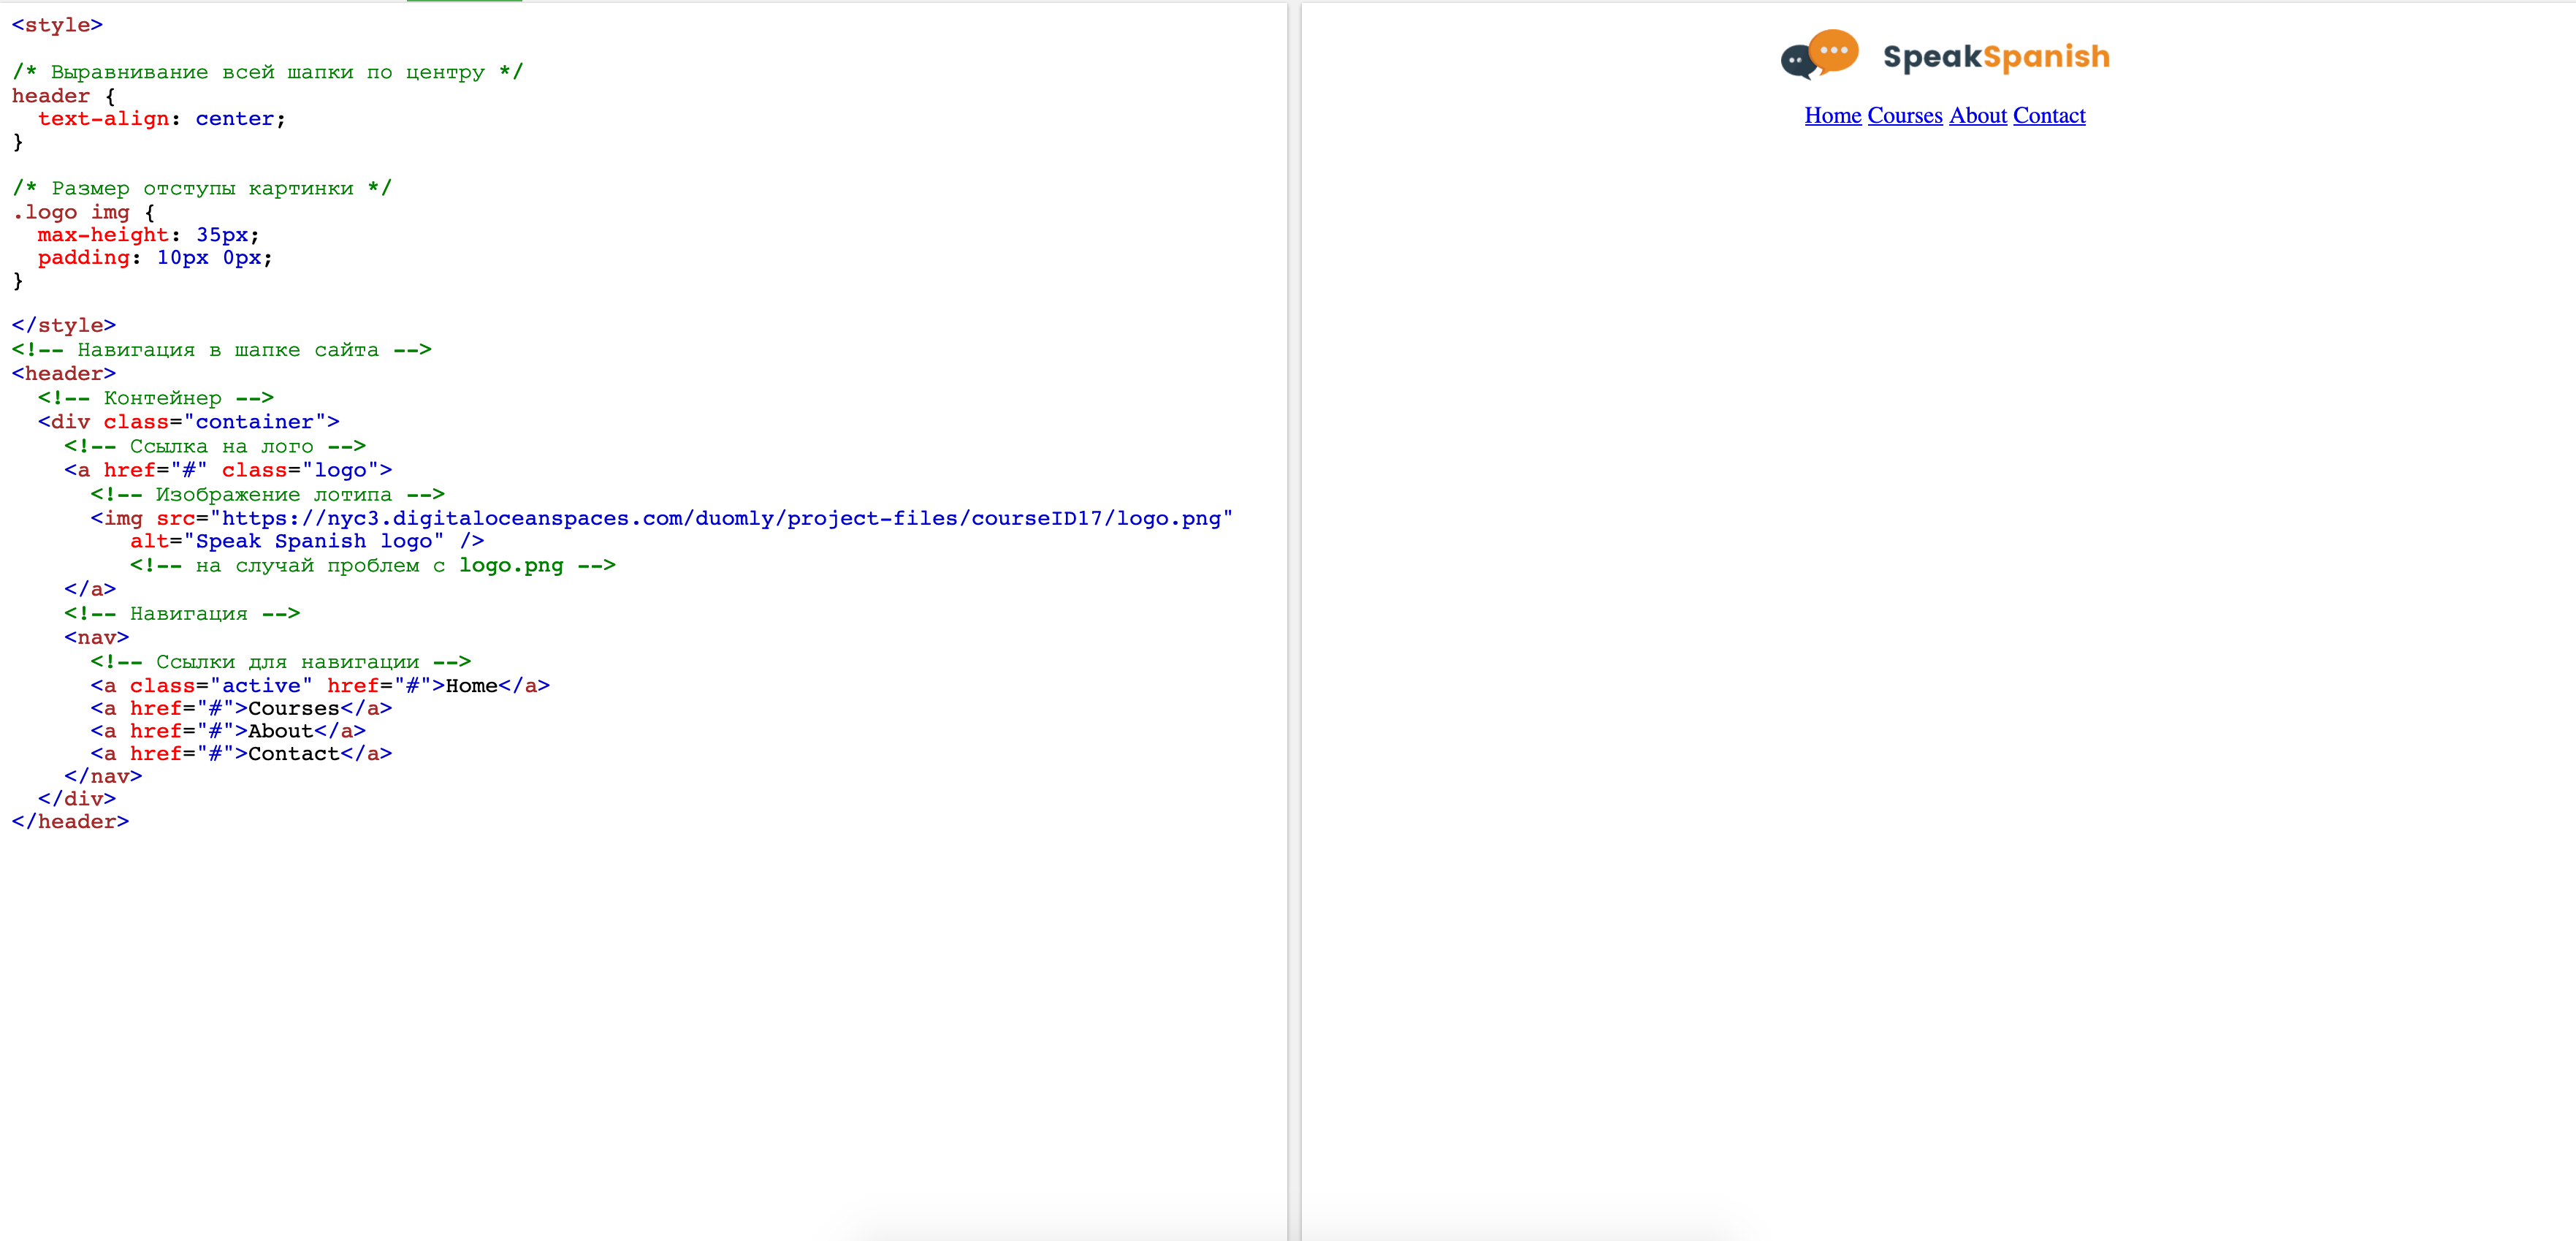 <style>
/* Выравнивание всей шапки по центру */
header {
  text-align: center;
}
/* Размер отступы картинки */
.logo img {
  max-height: 35px;
  padding: 10px 0px;
}
</style>
<!-- Навигация в шапке сайта -->
<header>
  <!-- Контейнер -->
  <div class="container">
    <!-- Ссылка на лого -->
    <a href="#" class="logo">
      <!-- Изображение лотипа -->
      <img src="https://nyc3.digitaloceanspaces.com/duomly/project-files/courseID17/logo.png"
         alt="Speak Spanish logo" />
         <!-- на случай проблем с logo.png -->
    </a>
    <!-- Навигация -->
    <nav>
      <!-- Ссылки для навигации -->
      <a class="active" href="#">Home</a>
      <a href="#">Courses</a>
      <a href="#">About</a>
      <a href="#">Contact</a>
    </nav>
  </div>
</header>
SpeakSpanish
Home Courses About Contact